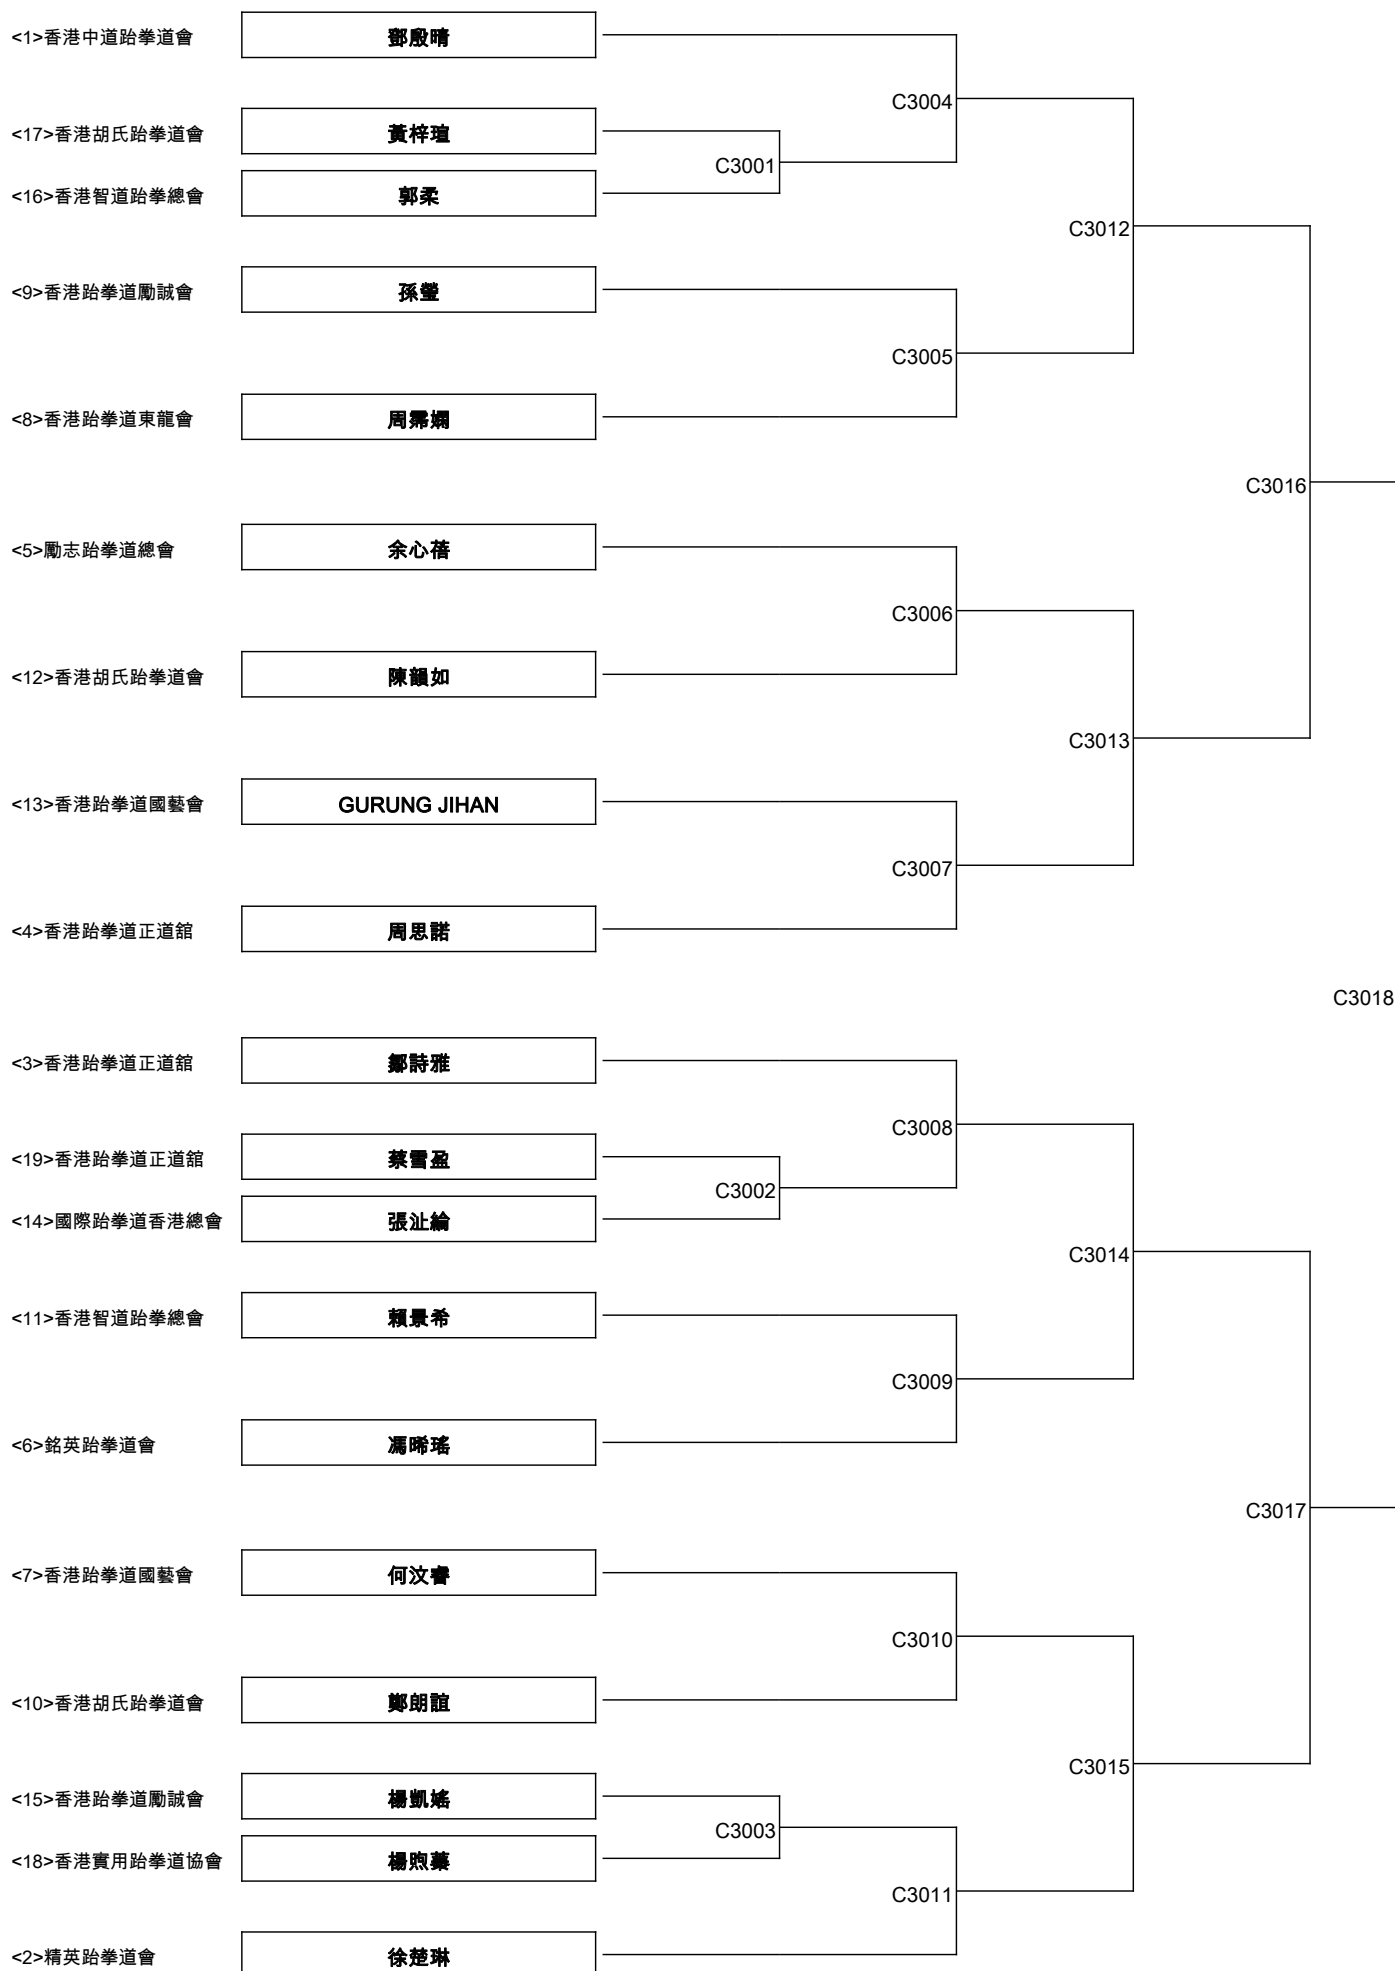 <1>香港中道跆拳道會 鄧殷晴
C3004
<17>香港胡氏跆拳道會 黃梓瑄
C3001
<16>香港智道跆拳總會 郭柔
C3012
<9>香港跆拳道勵誠會 孫瑩
C3005
<8>香港跆拳道東龍會 周霈嫻
C3016
<5>勵志跆拳道總會 余心蓓
C3006
<12>香港胡氏跆拳道會 陳韻如
C3013
<13>香港跆拳道國藝會 GURUNG JIHAN
C3007
<4>香港跆拳道正道舘 周思諾
C3018
<3>香港跆拳道正道舘 鄒詩雅
C3008
<19>香港跆拳道正道舘 蔡雪盈
C3002
<14>國際跆拳道香港總會 張沚綸
C3014
<11>香港智道跆拳總會 賴景希
C3009
<6>銘英跆拳道會 馮晞瑤
C3017
<7>香港跆拳道國藝會 何汶睿
C3010
<10>香港胡氏跆拳道會 鄭朗誼
C3015
<15>香港跆拳道勵誠會 楊凱媱
C3003
<18>香港實用跆拳道協會 楊煦蕎
C3011
<2>精英跆拳道會 徐楚琳